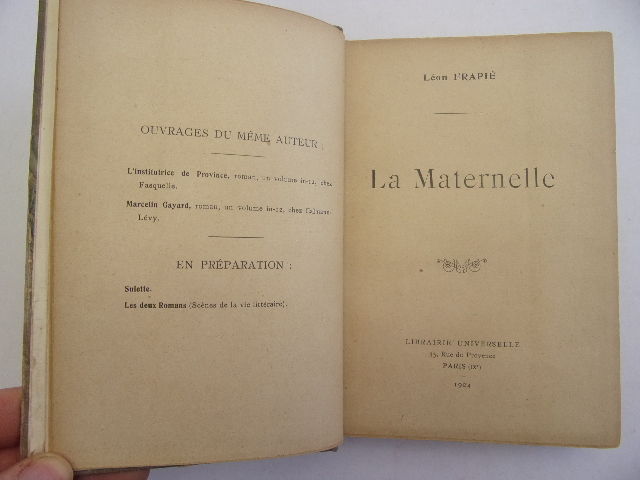 OUVRAGES DU MÊME AUTEUR :
L'Institutrice de Province, roman, un volume in-12, chez
Fasquelle.
Marcelin Gayard, roman, un volume in-12, chez Calmann-
Lévy.
EN PRÉPARATION :
Sulette.
Les deux Romans (Scènes de la vie littéraire).
Léon FRAPIÉ
La Maternelle
LIBRAIRIE UNIVERSELLE
33, Rue de Provence
PARIS (IXᵉ)
1904